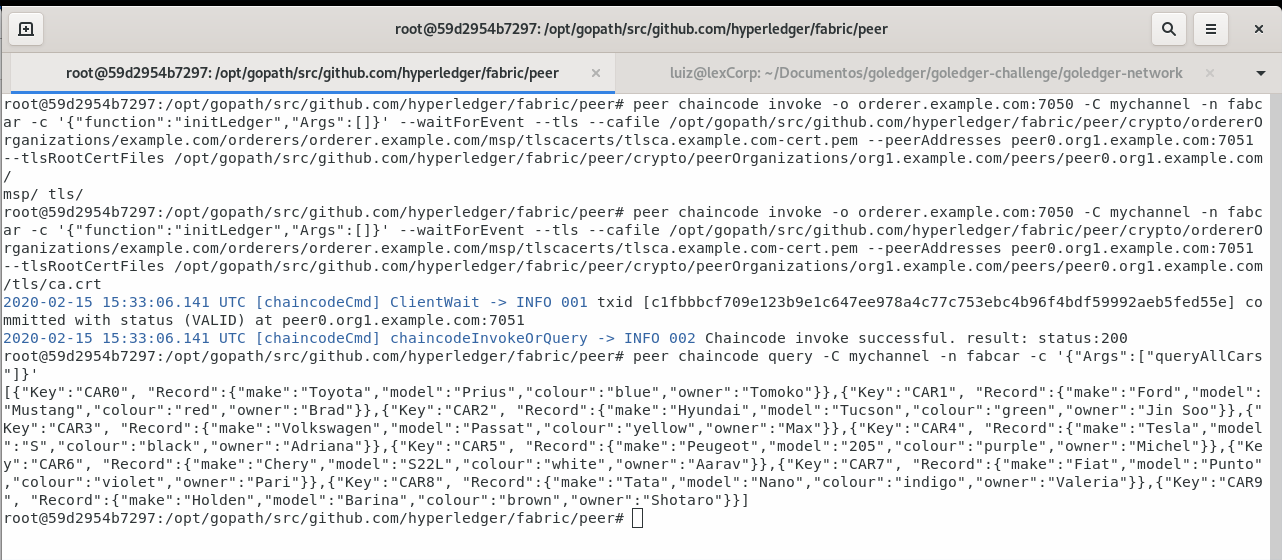 root@59d2954b7297: /opt/gopath/src/github.com/hyperledger/fabric/peer
root@59d2954b7297: /opt/gopath/src/github.com/hyperledger/fabric/peer
luiz@lexCorp: ~/Documentos/goledger/goledger-challenge/goledger-network
root@59d2954b7297:/opt/gopath/src/github.com/hyperledger/fabric/peer# peer chaincode invoke -o orderer.example.com:7050 -C mychannel -n fabc
ar -c '{"function":"initLedger","Args":[]}' --waitForEvent --tls --cafile /opt/gopath/src/github.com/hyperledger/fabric/peer/crypto/ordererO
rganizations/example.com/orderers/orderer.example.com/msp/tlscacerts/tlsca.example.com-cert.pem --peerAddresses peer0.org1.example.com:7051
--tlsRootCertFiles /opt/gopath/src/github.com/hyperledger/fabric/peer/crypto/peerOrganizations/org1.example.com/peers/peer0.org1.example.com
/
msp/ tls/
root@59d2954b7297:/opt/gopath/src/github.com/hyperledger/fabric/peer# peer chaincode invoke -o orderer.example.com:7050 -C mychannel -n fabc
ar -c '{"function":"initLedger","Args":[]}' --waitForEvent --tls --cafile /opt/gopath/src/github.com/hyperledger/fabric/peer/crypto/ordererO
rganizations/example.com/orderers/orderer.example.com/msp/tlscacerts/tlsca.example.com-cert.pem --peerAddresses peer0.org1.example.com:7051
--tlsRootCertFiles /opt/gopath/src/github.com/hyperledger/fabric/peer/crypto/peerOrganizations/org1.example.com/peers/peer0.org1.example.com
/tls/ca.crt
2020-02-15 15:33:06.141 UTC [chaincodeCmd] ClientWait -> INFO 001 txid [c1fbbbcf709e123b9e1c647ee978a4c77c753ebc4b96f4bdf59992aeb5fed55e] co
mmitted with status (VALID) at peer0.org1.example.com:7051
2020-02-15 15:33:06.141 UTC [chaincodeCmd] chaincodeInvokeOrQuery -> INFO 002 Chaincode invoke successful. result: status:200
root@59d2954b7297:/opt/gopath/src/github.com/hyperledger/fabric/peer# peer chaincode query -C mychannel -n fabcar -c '{"Args":["queryAllCars
"]}'
[{"Key":"CAR0", "Record":{"make":"Toyota","model":"Prius","colour":"blue","owner":"Tomoko"}},{"Key":"CAR1", "Record":{"make":"Ford","model":
"Mustang","colour":"red","owner":"Brad"}},{"Key":"CAR2", "Record":{"make":"Hyundai","model":"Tucson","colour":"green","owner":"Jin Soo"}},{"
Key":"CAR3", "Record":{"make":"Volkswagen","model":"Passat","colour":"yellow","owner":"Max"}},{"Key":"CAR4", "Record":{"make":"Tesla","model
":"S","colour":"black","owner":"Adriana"}},{"Key":"CAR5", "Record":{"make":"Peugeot","model":"205","colour":"purple","owner":"Michel"}},{"Ke
y":"CAR6", "Record":{"make":"Chery","model":"S22L","colour":"white","owner":"Aarav"}},{"Key":"CAR7", "Record":{"make":"Fiat","model":"Punto"
,"colour":"violet","owner":"Pari"}},{"Key":"CAR8", "Record":{"make":"Tata","model":"Nano","colour":"indigo","owner":"Valeria"}},{"Key":"CAR9
", "Record":{"make":"Holden","model":"Barina","colour":"brown","owner":"Shotaro"}}]
root@59d2954b7297:/opt/gopath/src/github.com/hyperledger/fabric/peer#